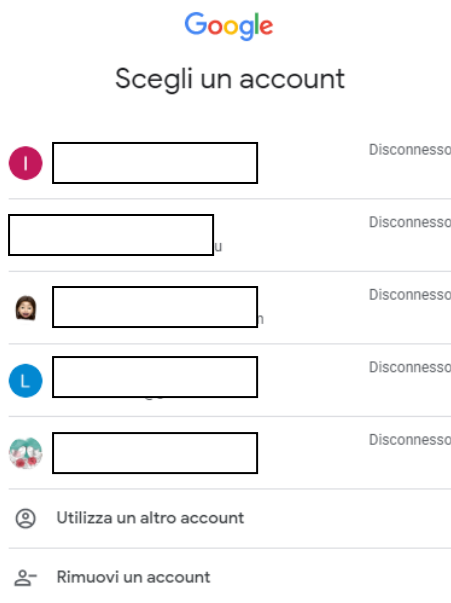 Google
Scegli un account
I
Disconnesso
Disconnesso
u
Disconnesso
n
L
Disconnesso
Disconnesso
Utilizza un altro account
Rimuovi un account